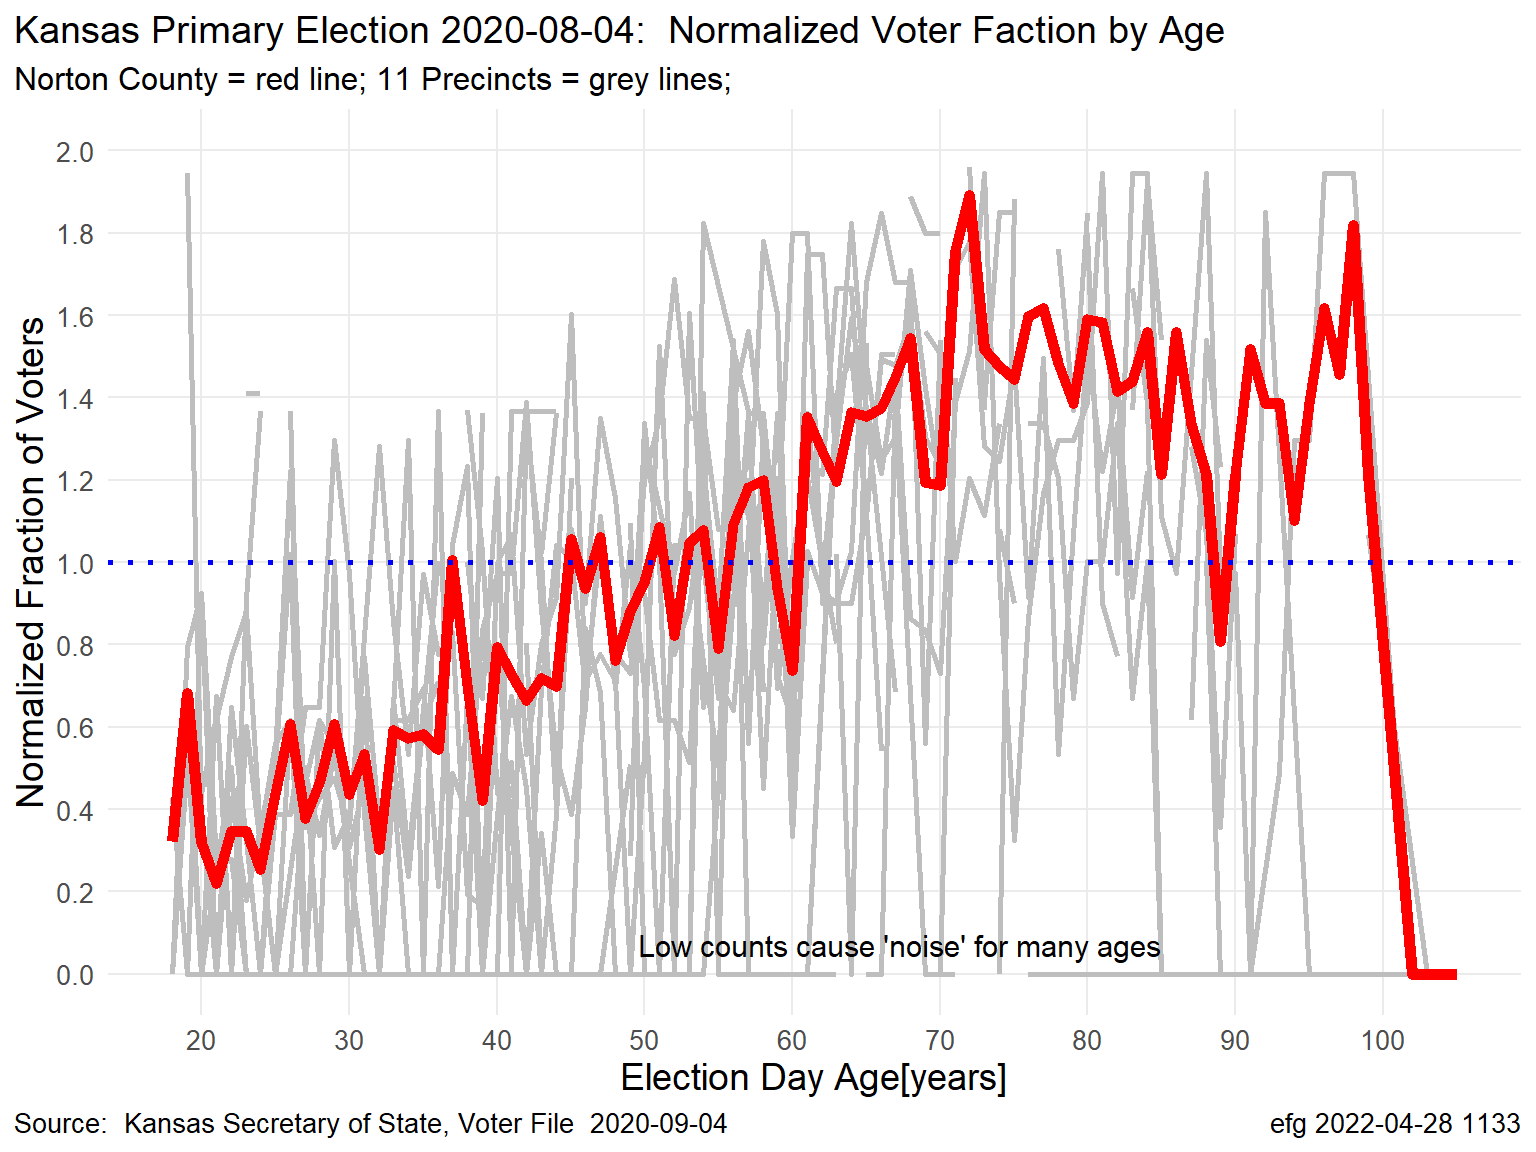 Kansas Primary Election 2020-08-04:  Normalized Voter Faction by Age
Norton County = red line; 11 Precincts = grey lines;
Normalized Fraction of Voters
2.0
1.8
1.6
1.4
1.2
1.0
0.8
0.6
0.4
0.2
0.0
Low counts cause 'noise' for many ages
20 30 40 50 60 70 80 90 100
Election Day Age[years]
Source:  Kansas Secretary of State, Voter File  2020-09-04
efg 2022-04-28 1133